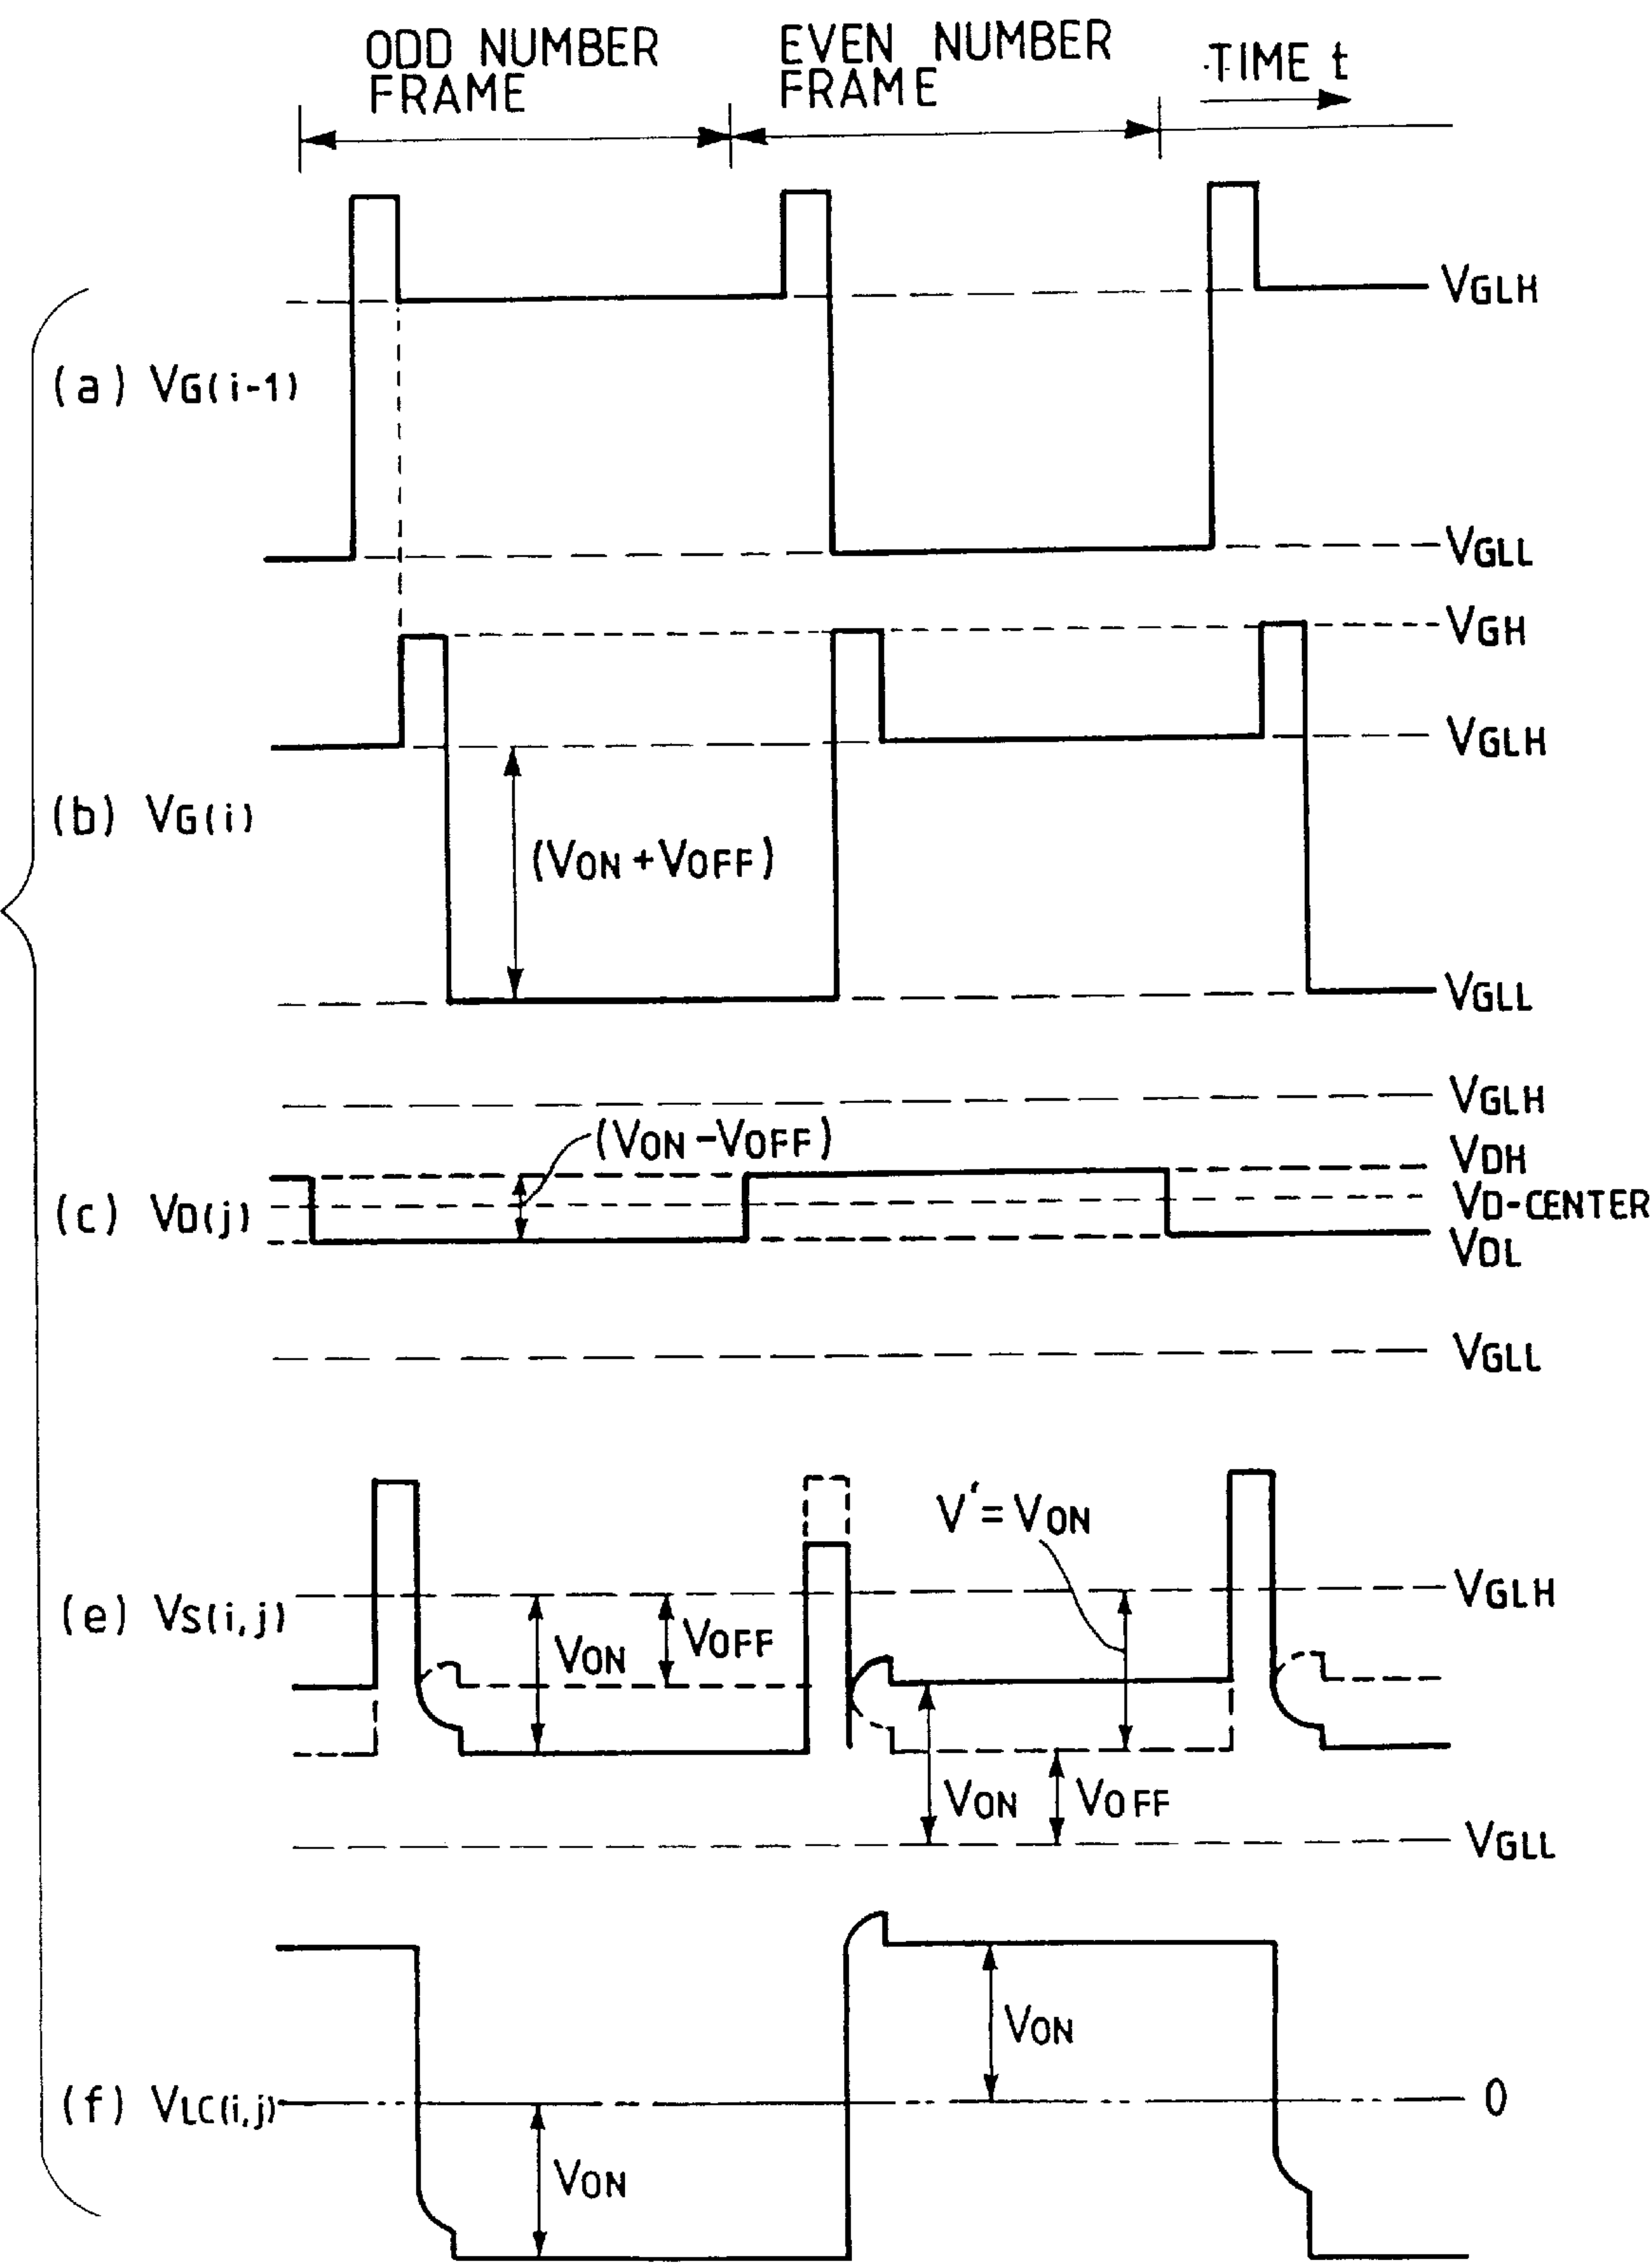 ODD NUMBER FRAME
EVEN NUMBER FRAME
TIME t
VGLH
(a) VG(i-1)
VGLL
VGH
VGLH
(b) VG(i)
(VON+VOFF)
VGLL
VGLH
(VON-VOFF)
VDH
(c) VD(j)
VD-CENTER
VDL
VGLL
V'=VON
VGLH
(e) VS(i,j)
VON
VOFF
VON
VOFF
VGLL
VON
(f) VLC(i,j)
0
VON